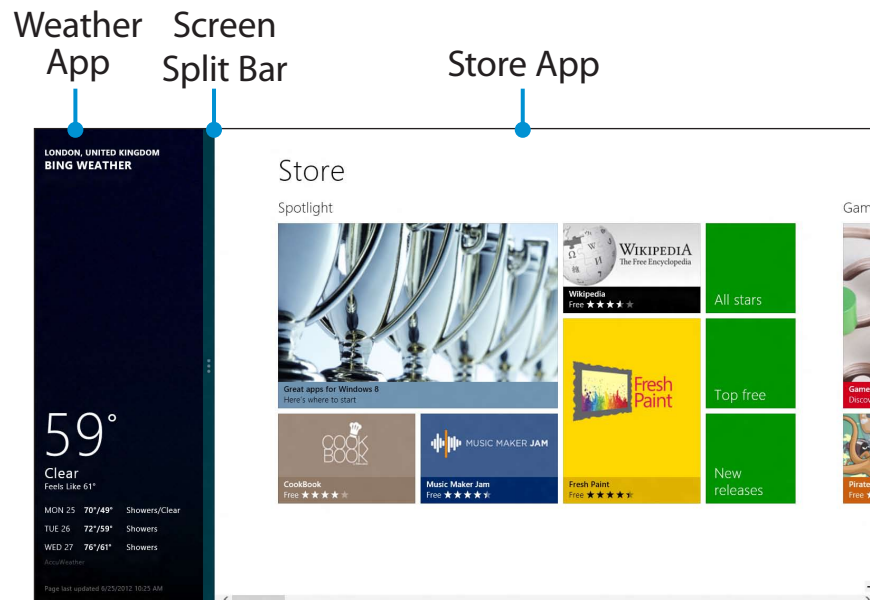 Weather
App
Screen
Split Bar
Store App
LONDON, UNITED KINGDOM
BING WEATHER
59°
Clear
Feels Like 61°
MON 25 70°/49° Showers/Clear
TUE 26 72°/59° Showers
WED 27 76°/61° Showers
AccuWeather
Page last updated 6/25/2012 10:25 AM
Store
Spotlight
Great apps for Windows 8
Here's where to start
WIKIPEDIA
The Free Encyclopedia
Wikipedia
Free
All stars
Fresh
Paint
Fresh Paint
Free
Top free
COOK
BOOK
CookBook
Free
MUSIC MAKER JAM
Music Maker Jam
Free
New
releases
Gam
Game
Disco
Pirate
Free